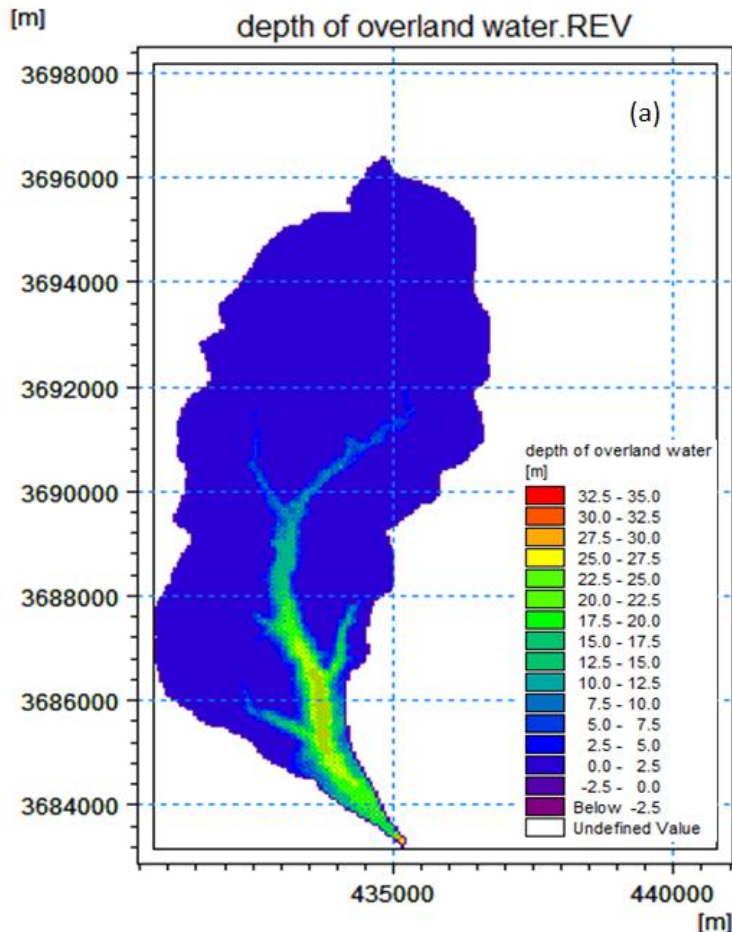 [m]
depth of overland water.REV
3698000
(a)
3696000
3694000
3692000
3690000
3688000
3686000
3684000
depth of overland water
[m]
32.5 - 35.0
30.0 - 32.5
27.5 - 30.0
25.0 - 27.5
22.5 - 25.0
20.0 - 22.5
17.5 - 20.0
15.0 - 17.5
12.5 - 15.0
10.0 - 12.5
7.5 - 10.0
5.0 - 7.5
2.5 - 5.0
0.0 - 2.5
-2.5 - 0.0
Below -2.5
Undefined Value
435000
440000
[m]